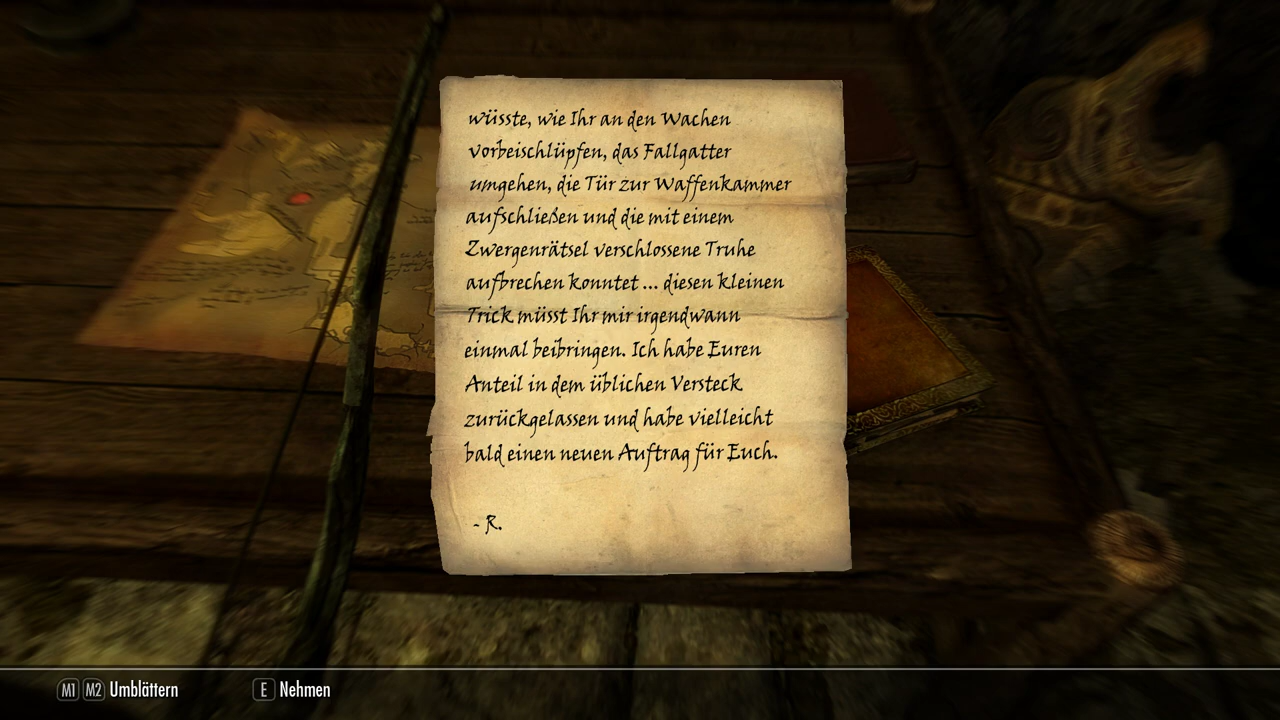 wüsste, wie Ihr an den Wachen
vorbeischlüpfen, das Fallgatter
umgehen, die Tür zur Waffenkammer
aufschließen und die mit einem
Zwergenrätsel verschlossene Truhe
aufbrechen konntet ... diesen kleinen
Trick müsst Ihr mir irgendwann
einmal beibringen. Ich habe Euren
Anteil in dem üblichen Versteck
zurückgelassen und habe vielleicht
bald einen neuen Auftrag für Euch.
- R.
M1 M2 Umblättern E Nehmen